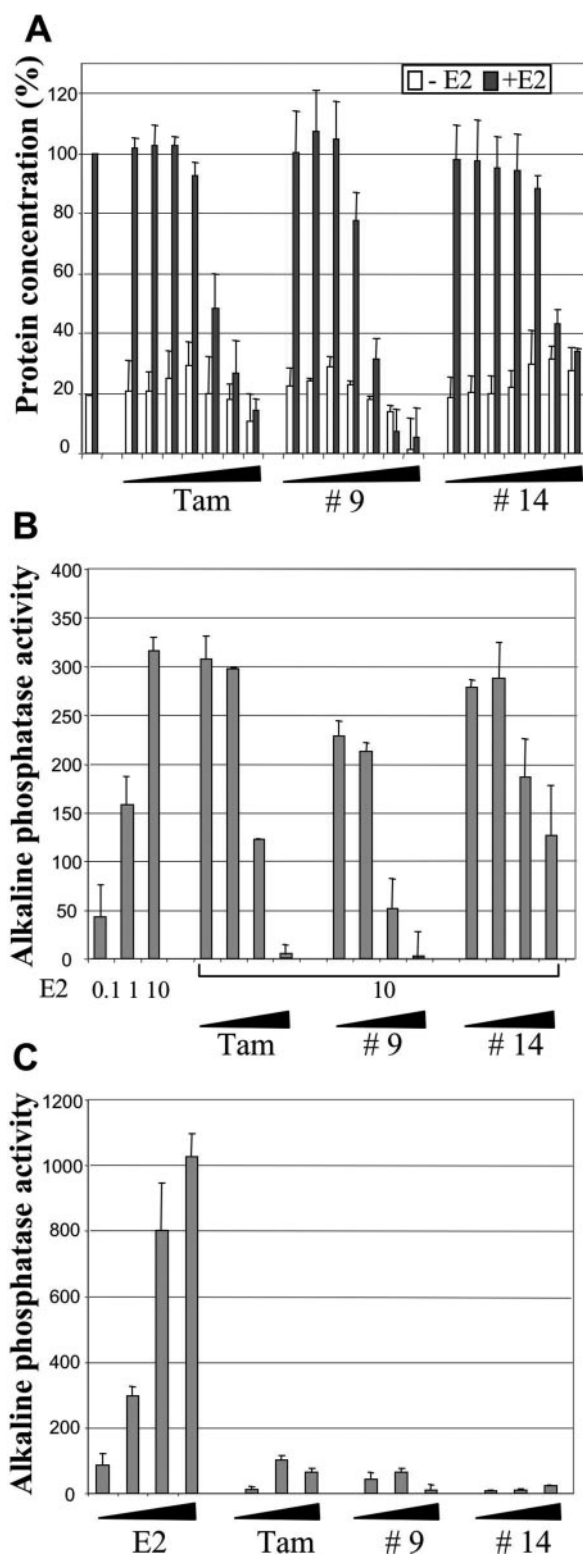 A
Protein concentration (%)
- E2 +E2
120
100
80
60
40
20
0
Tam # 9 # 14
B
Alkaline phosphatase activity
400
350
300
250
200
150
100
50
0
E2 0.1 1 10 10
Tam # 9 # 14
C
Alkaline phosphatase activity
1200
1000
800
600
400
200
0
E2 Tam # 9 # 14